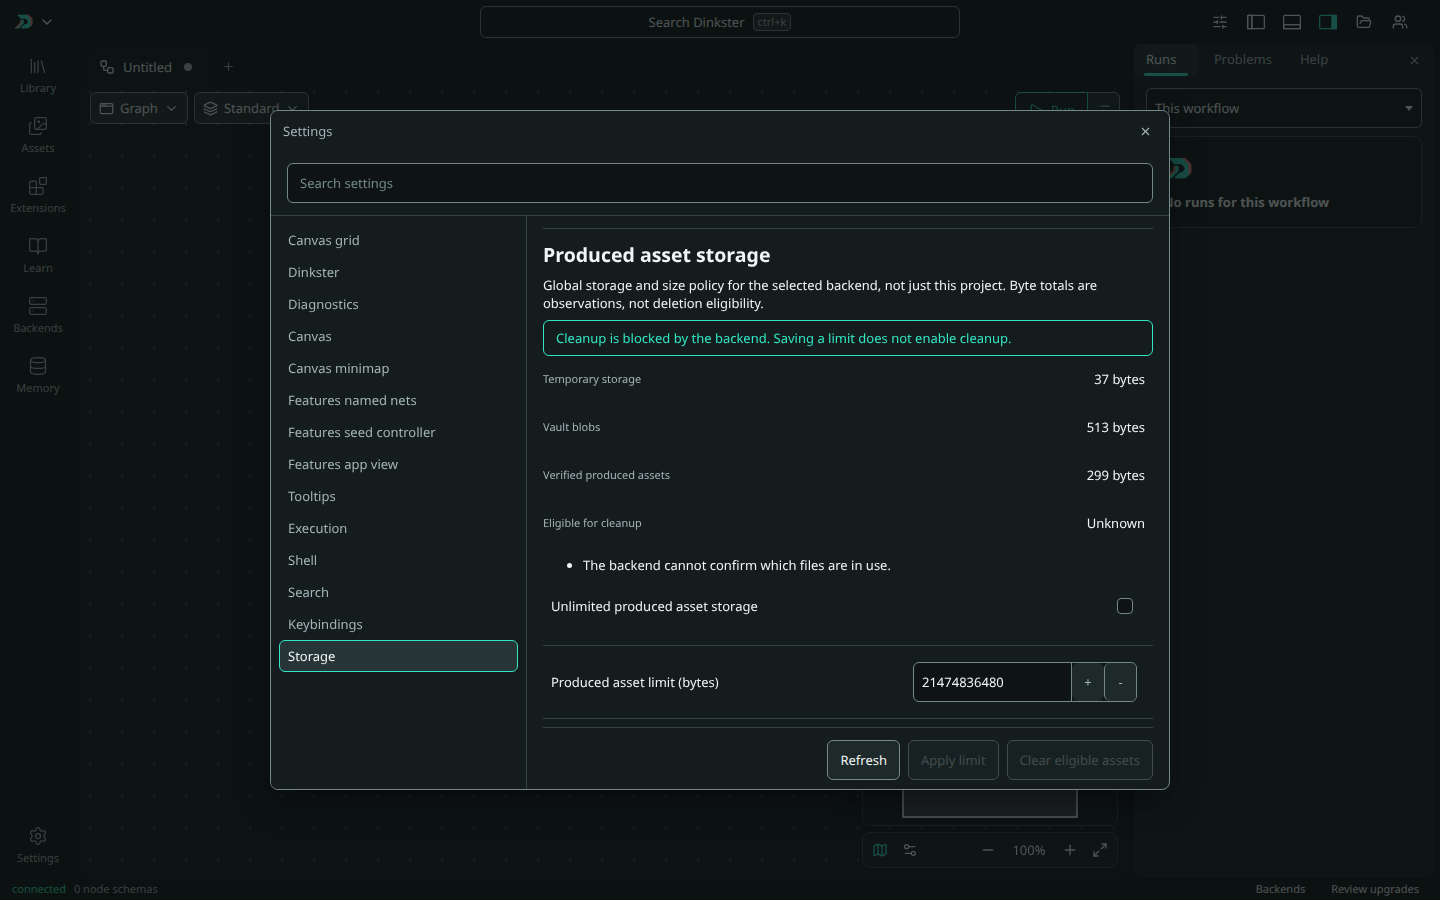 Search Dinkster ctrl+k
Library
Assets
Extensions
Learn
Backends
Memory
Settings
Untitled
Graph
Standard
Run
Runs
Problems
Help
This workflow
No runs for this workflow
Settings
Search settings
Canvas grid
Dinkster
Diagnostics
Canvas
Canvas minimap
Features named nets
Features seed controller
Features app view
Tooltips
Execution
Shell
Search
Keybindings
Storage
Produced asset storage
Global storage and size policy for the selected backend, not just this project. Byte totals are
observations, not deletion eligibility.
Cleanup is blocked by the backend. Saving a limit does not enable cleanup.
Temporary storage 37 bytes
Vault blobs 513 bytes
Verified produced assets 299 bytes
Eligible for cleanup Unknown
• The backend cannot confirm which files are in use.
Unlimited produced asset storage
Produced asset limit (bytes) 21474836480 + -
Refresh Apply limit Clear eligible assets
100%
connected 0 node schemas
Backends Review upgrades